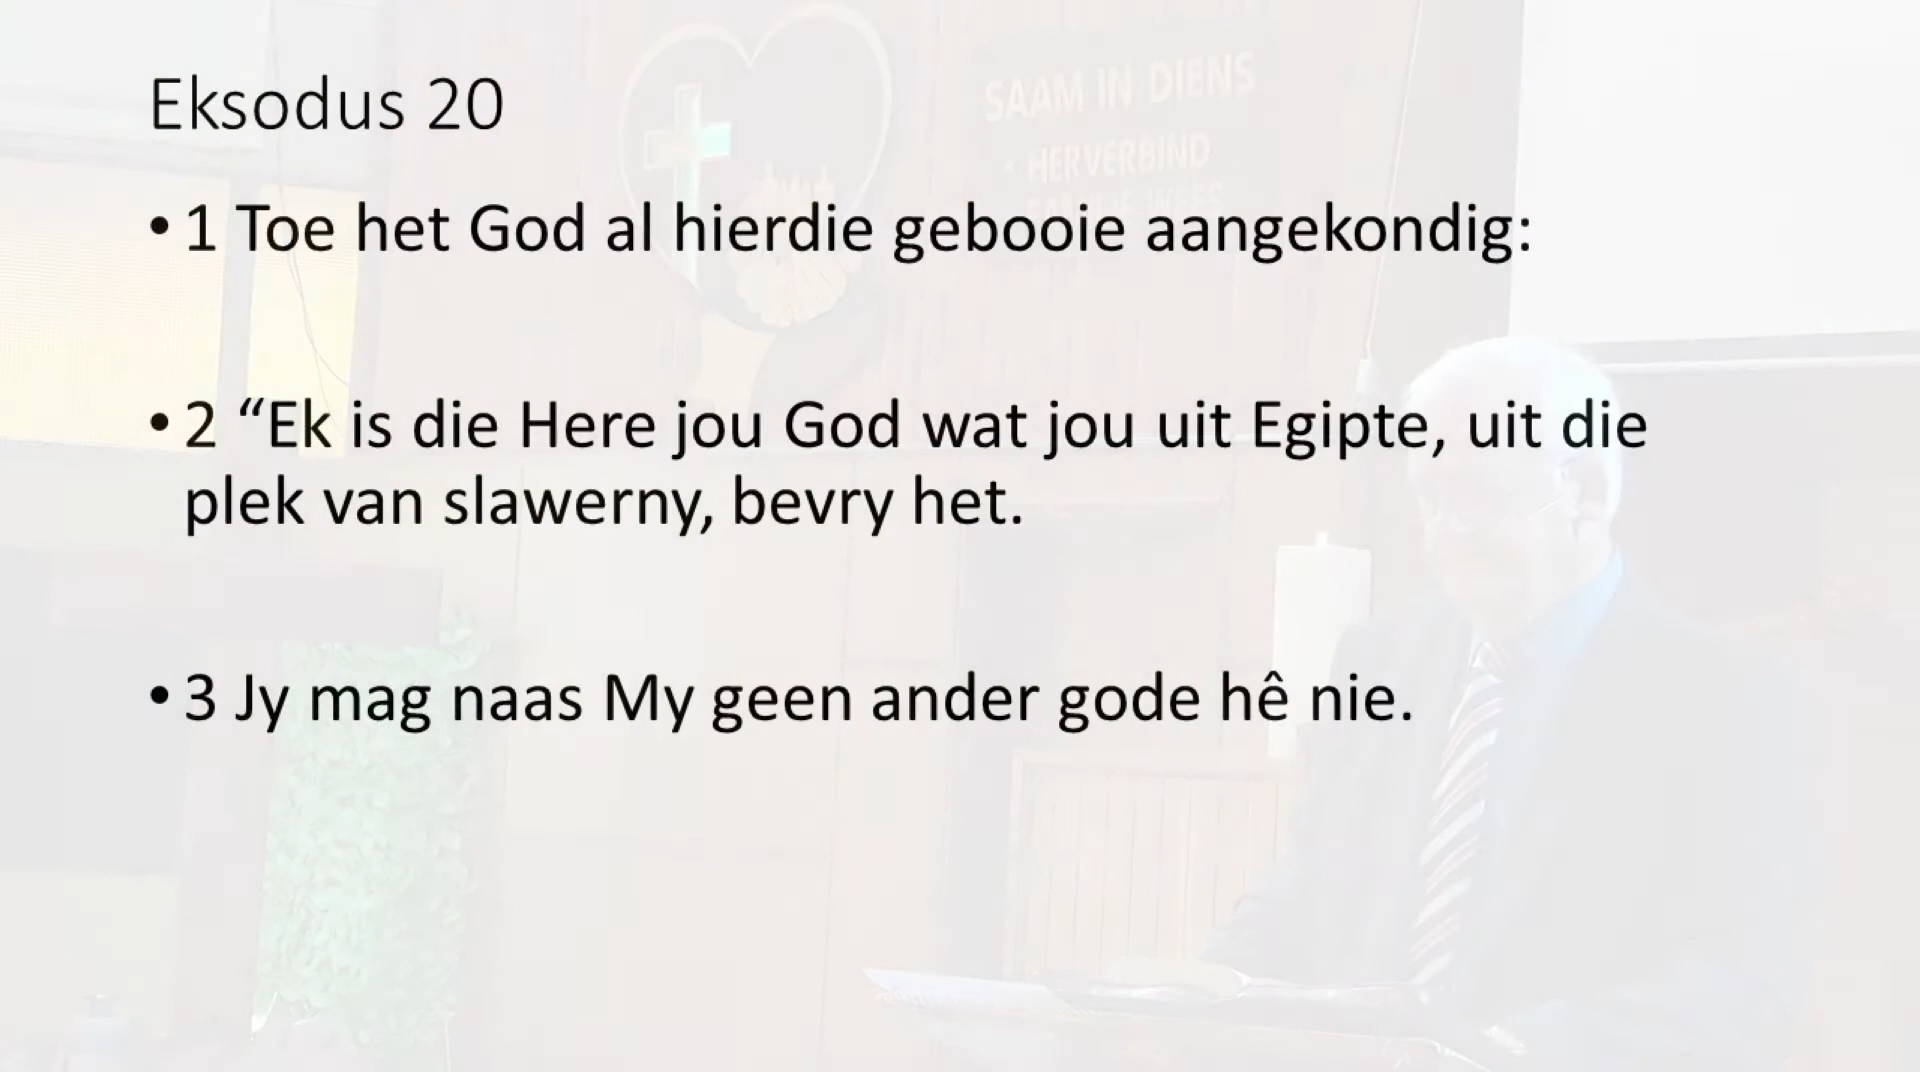 Eksodus 20
SAAM IN DIENS
• HERVERBIND
FAMILIE WEES
• 1 Toe het God al hierdie gebooie aangekondig:
• 2 “Ek is die Here jou God wat jou uit Egipte, uit die
plek van slawerny, bevry het.
• 3 Jy mag naas My geen ander gode hê nie.